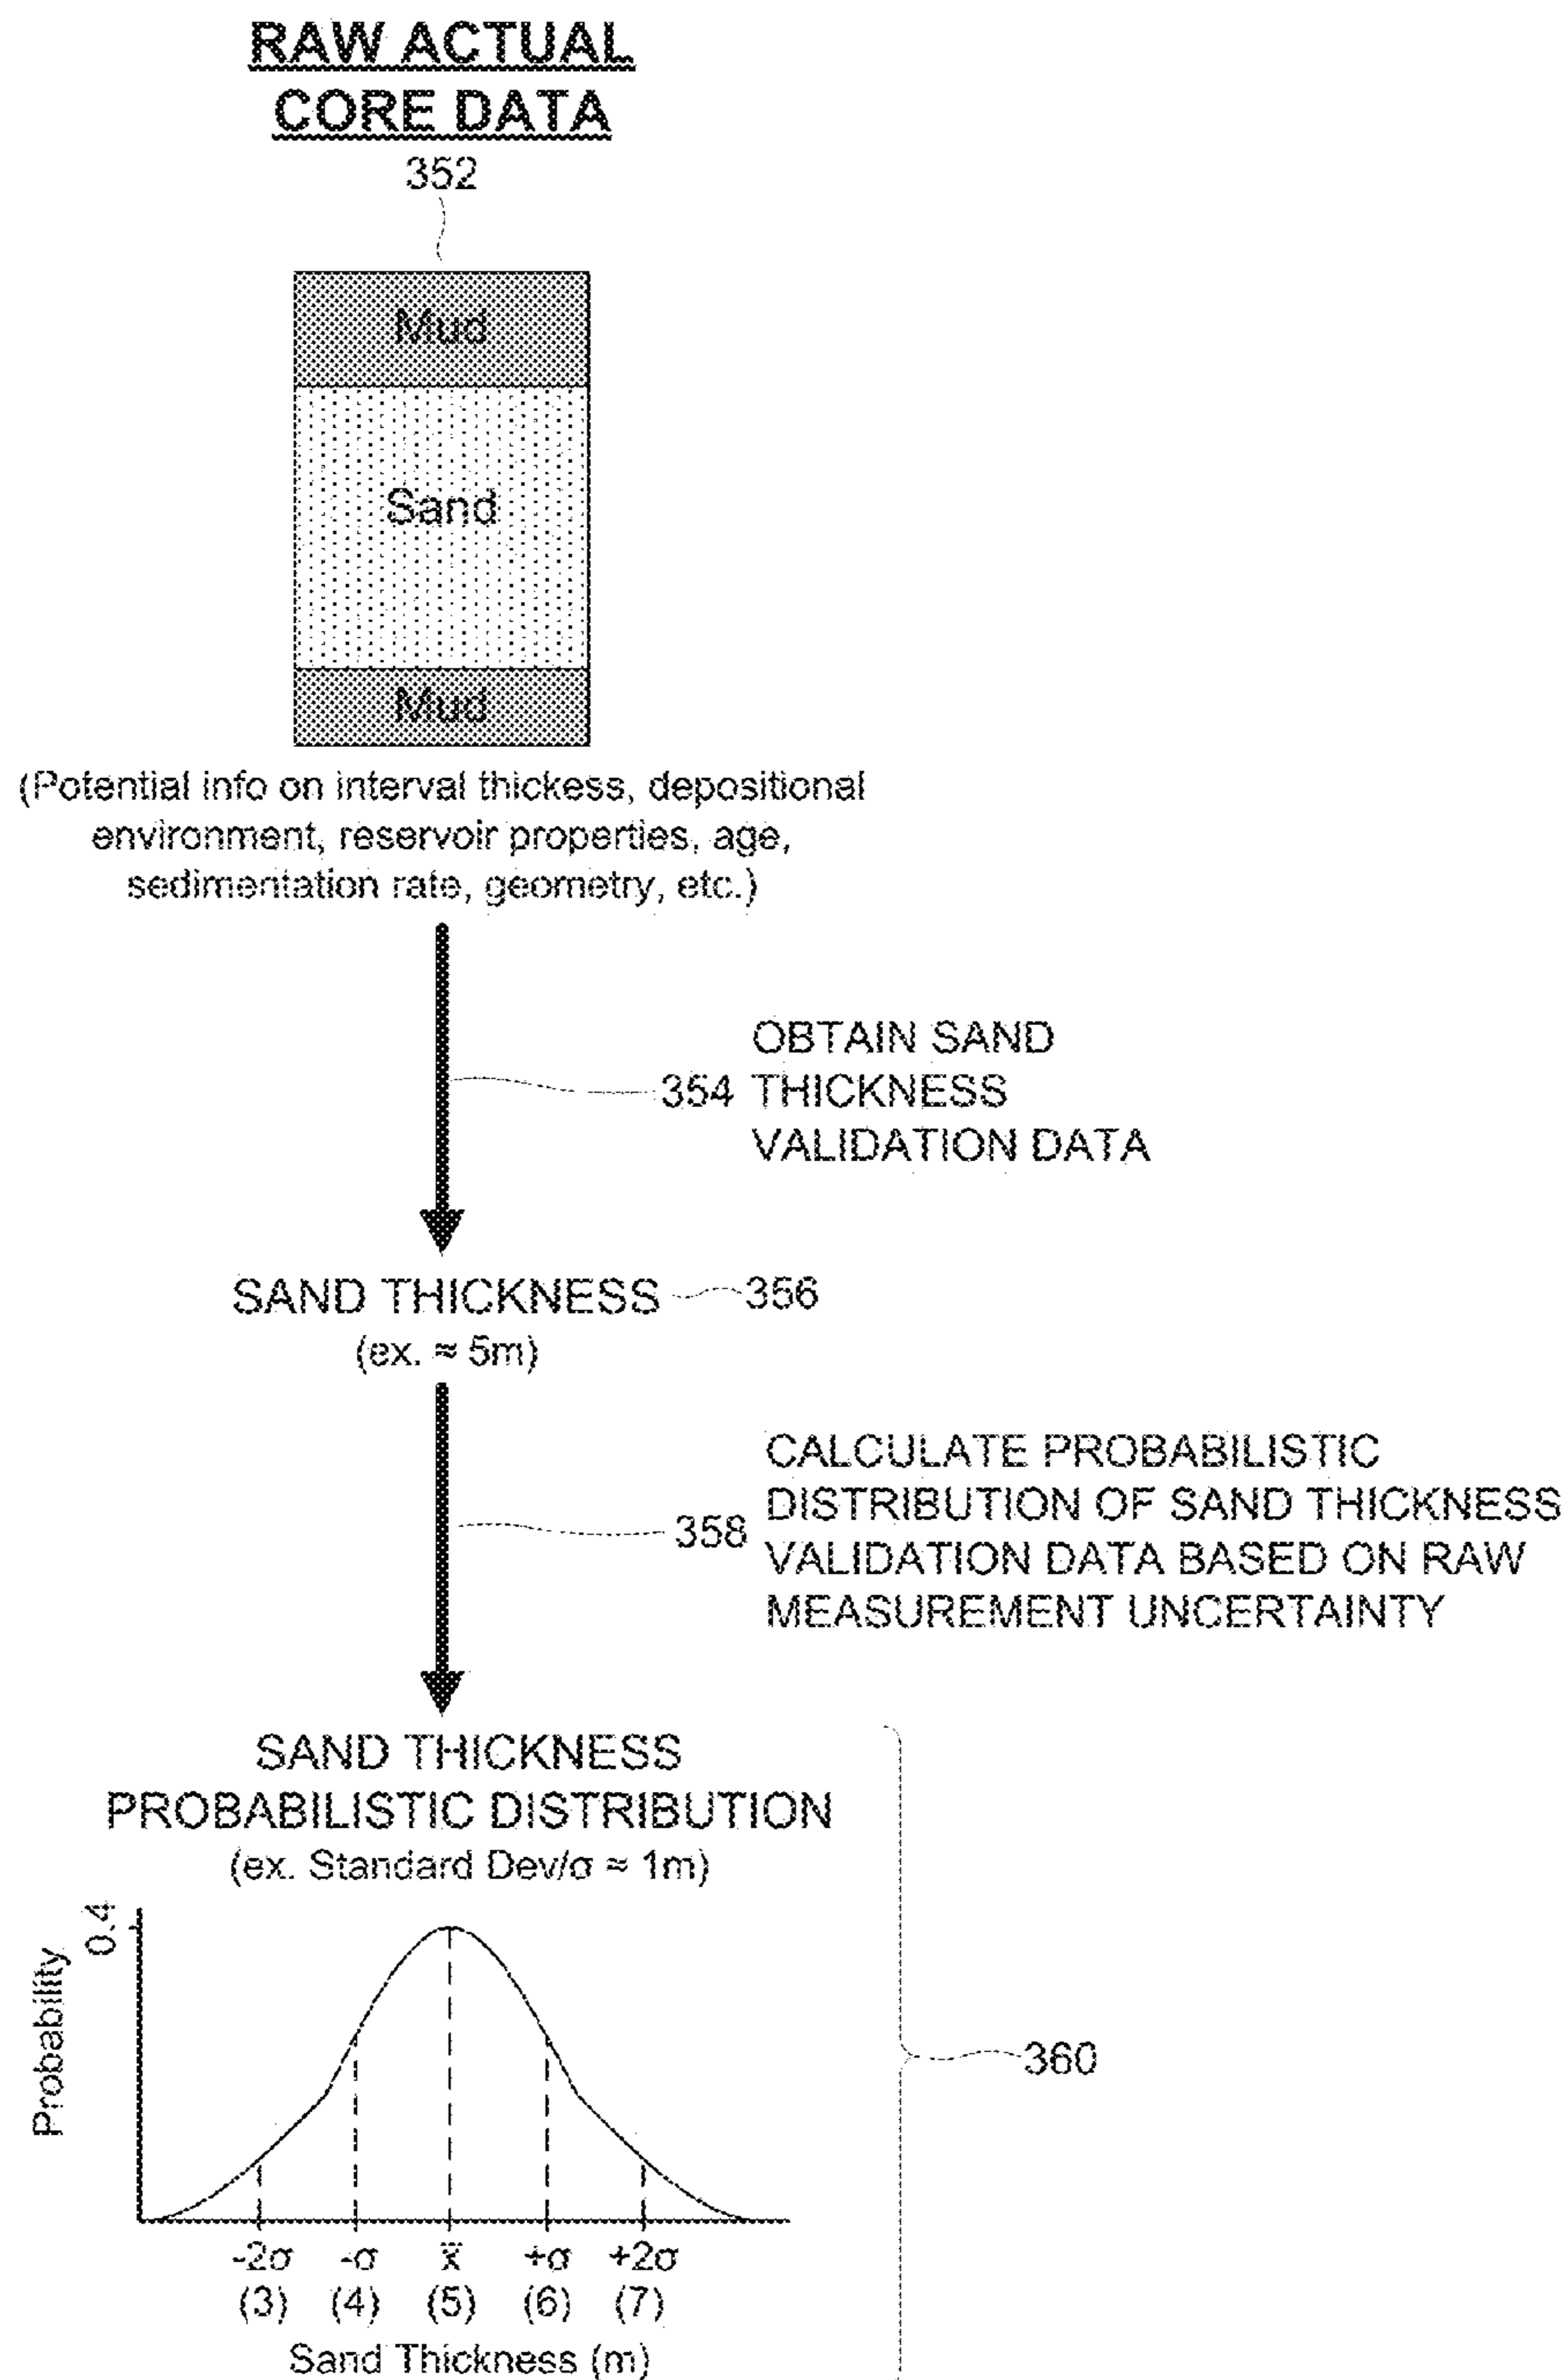 RAW ACTUAL
CORE DATA
352
Mud
Sand
Mud
(Potential info on interval thickess, depositional
environment, reservoir properties, age,
sedimentation rate, geometry, etc.)
OBTAIN SAND
354 THICKNESS
VALIDATION DATA
SAND THICKNESS 356
(ex. ≈ 5m)
CALCULATE PROBABILISTIC
DISTRIBUTION OF SAND THICKNESS
358 VALIDATION DATA BASED ON RAW
MEASUREMENT UNCERTAINTY
SAND THICKNESS
PROBABILISTIC DISTRIBUTION
(ex. Standard Dev/σ ≈ 1m)
0.4
Probability
360
-2σ -σ x̄ +σ +2σ
(3) (4) (5) (6) (7)
Sand Thickness (m)